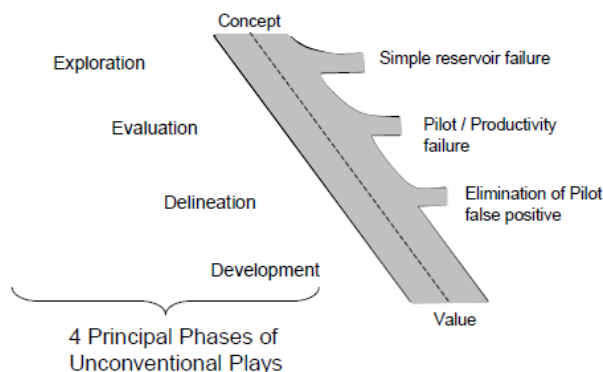 Concept
Exploration
Simple reservoir failure
Evaluation
Pilot / Productivity
failure
Delineation
Elimination of Pilot
false positive
Development
Value
4 Principal Phases of
Unconventional Plays